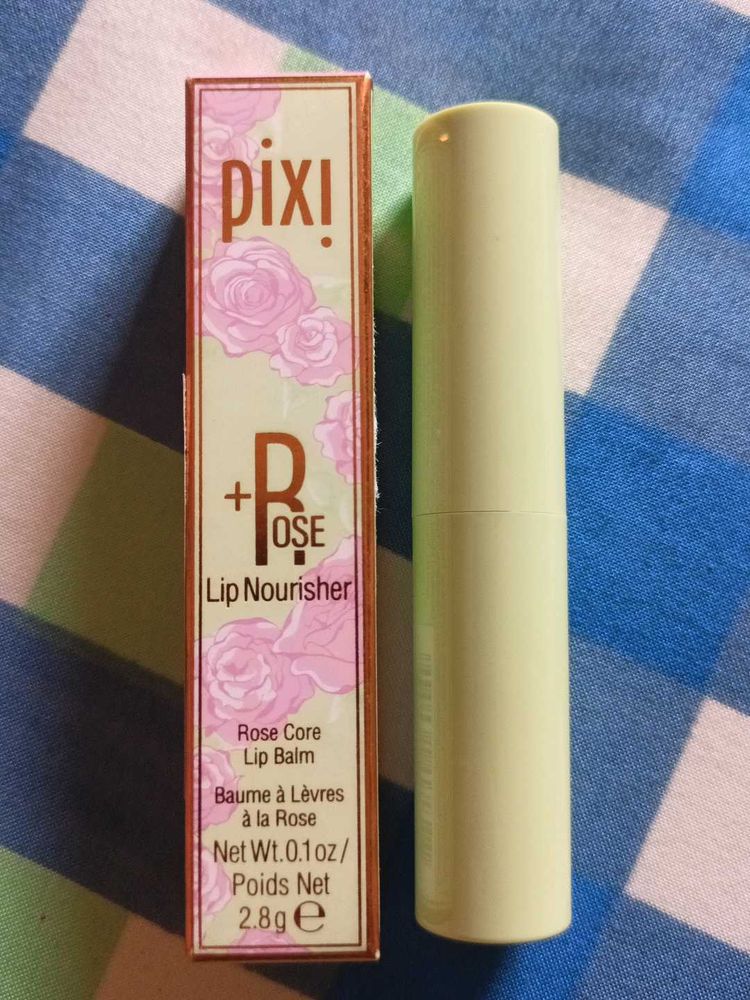 pixi
+ROSE
Lip Nourisher
Rose Core
Lip Balm
Baume à Lèvres
à la Rose
Net Wt. 0.1 oz /
Poids Net
2.8 g e